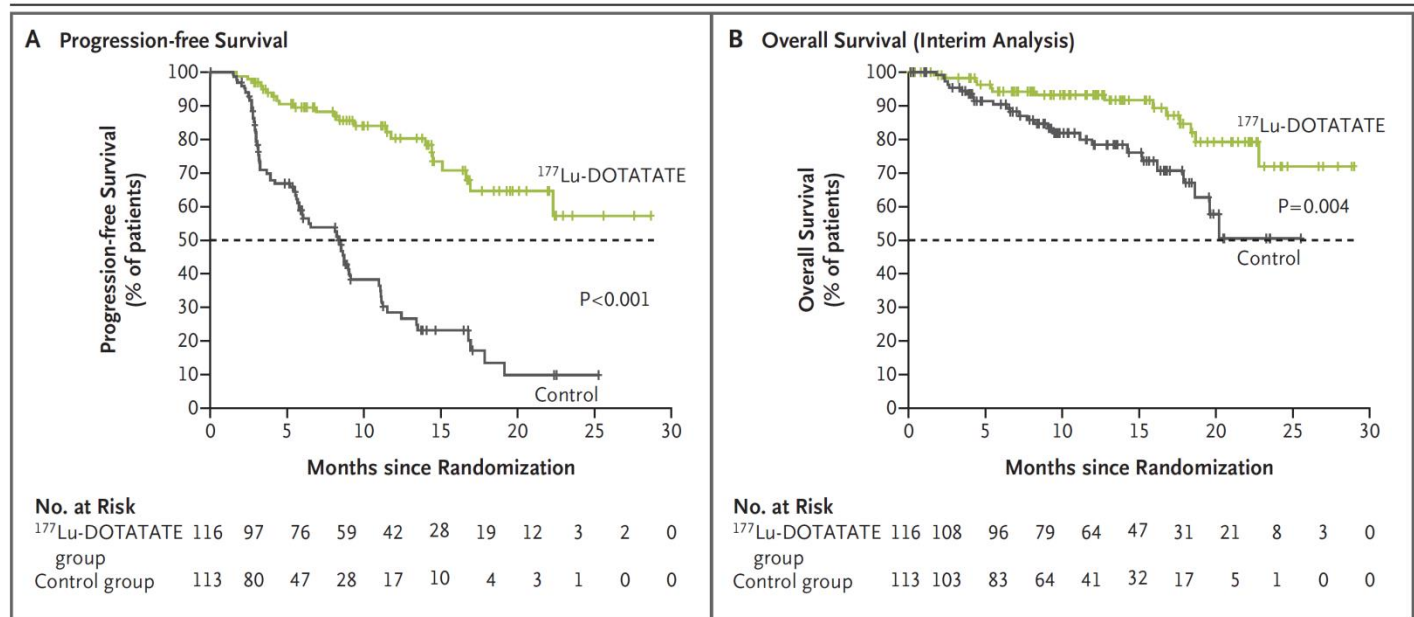 A Progression-free Survival
Progression-free Survival
(% of patients)
100
90
80
70
60
50
40
30
20
10
0
¹⁷⁷Lu-DOTATATE
P<0.001
Control
0 5 10 15 20 25 30
Months since Randomization
No. at Risk
¹⁷⁷Lu-DOTATATE 116 97 76 59 42 28 19 12 3 2 0
group
Control group 113 80 47 28 17 10 4 3 1 0 0
B Overall Survival (Interim Analysis)
Overall Survival
(% of patients)
100
90
80
70
60
50
40
30
20
10
0
¹⁷⁷Lu-DOTATATE
P=0.004
Control
0 5 10 15 20 25 30
Months since Randomization
No. at Risk
¹⁷⁷Lu-DOTATATE 116 108 96 79 64 47 31 21 8 3 0
group
Control group 113 103 83 64 41 32 17 5 1 0 0